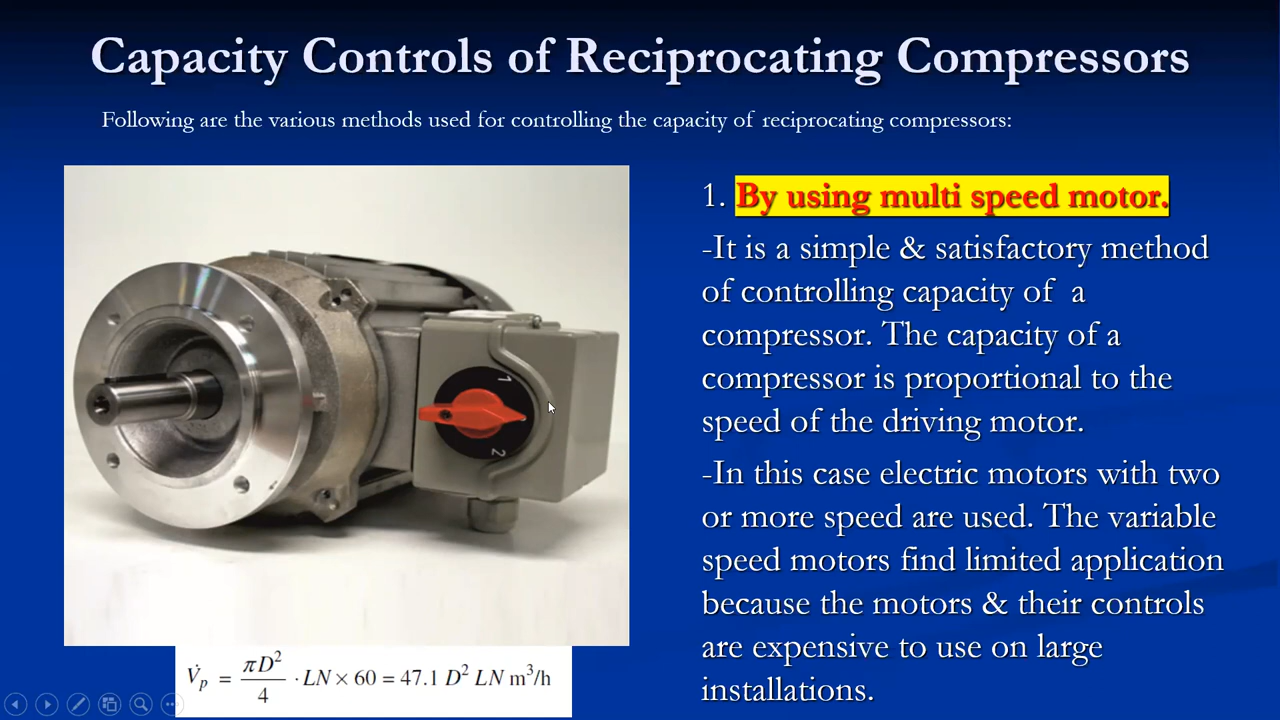 Capacity Controls of Reciprocating Compressors
Following are the various methods used for controlling the capacity of reciprocating compressors:
1. By using multi speed motor.
-It is a simple & satisfactory method
of controlling capacity of a
compressor. The capacity of a
compressor is proportional to the
speed of the driving motor.
-In this case electric motors with two
or more speed are used. The variable
speed motors find limited application
because the motors & their controls
are expensive to use on large
installations.
1
2
V̇ₚ = πD²/4 · LN × 60 = 47.1 D² LN m³/h